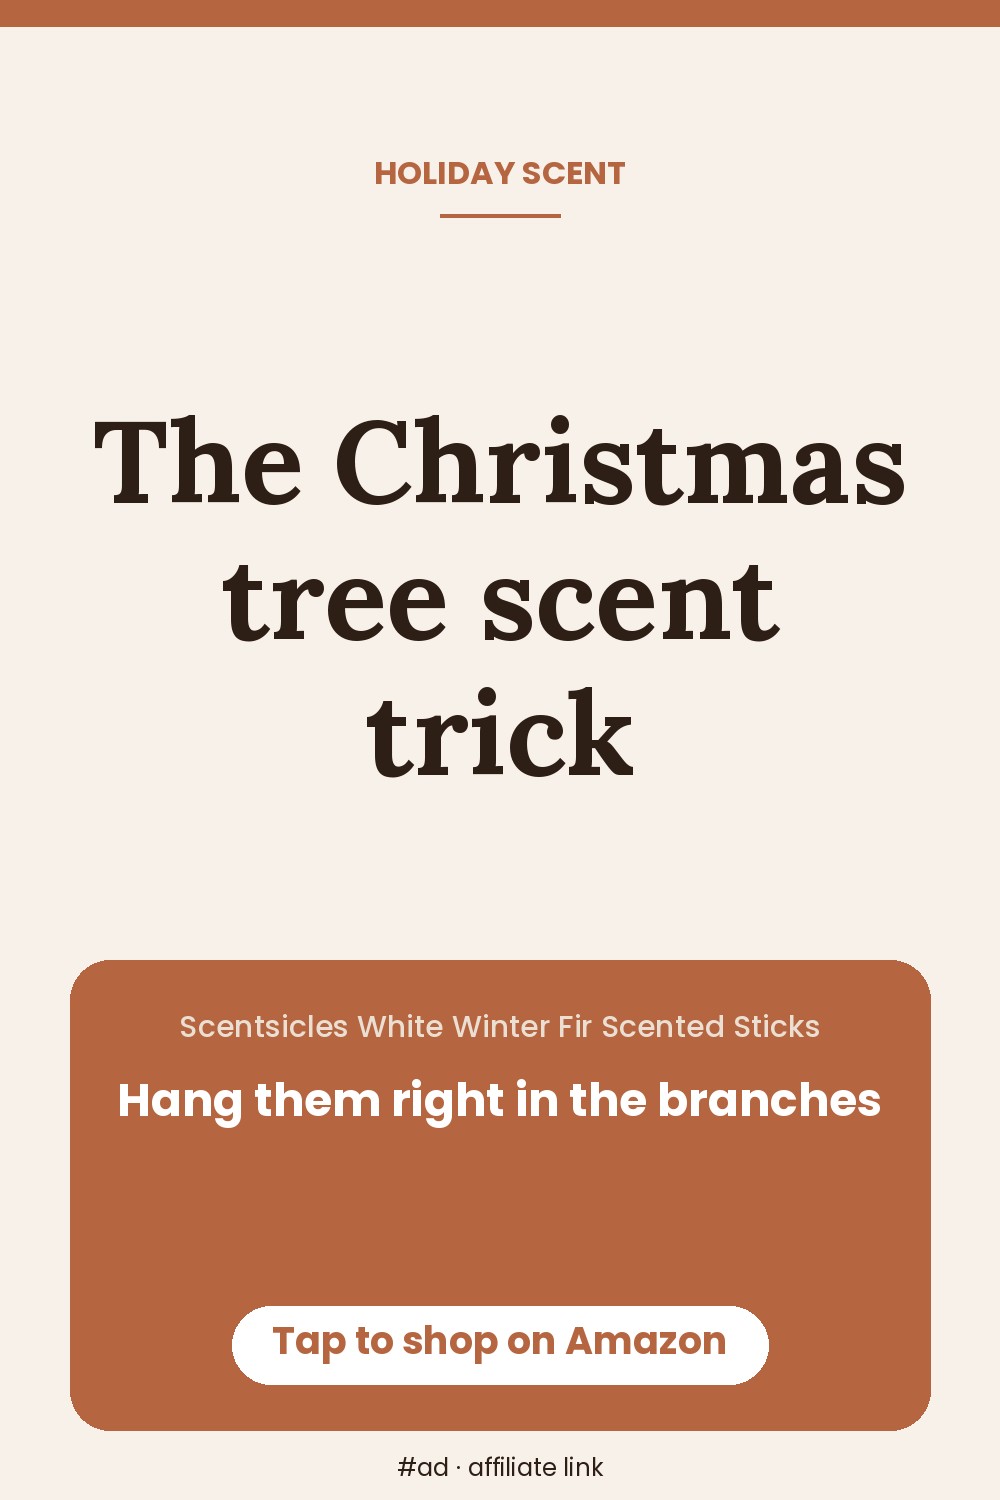 HOLIDAY SCENT
The Christmas
tree scent
trick
Scentsicles White Winter Fir Scented Sticks
Hang them right in the branches
Tap to shop on Amazon
#ad · affiliate link